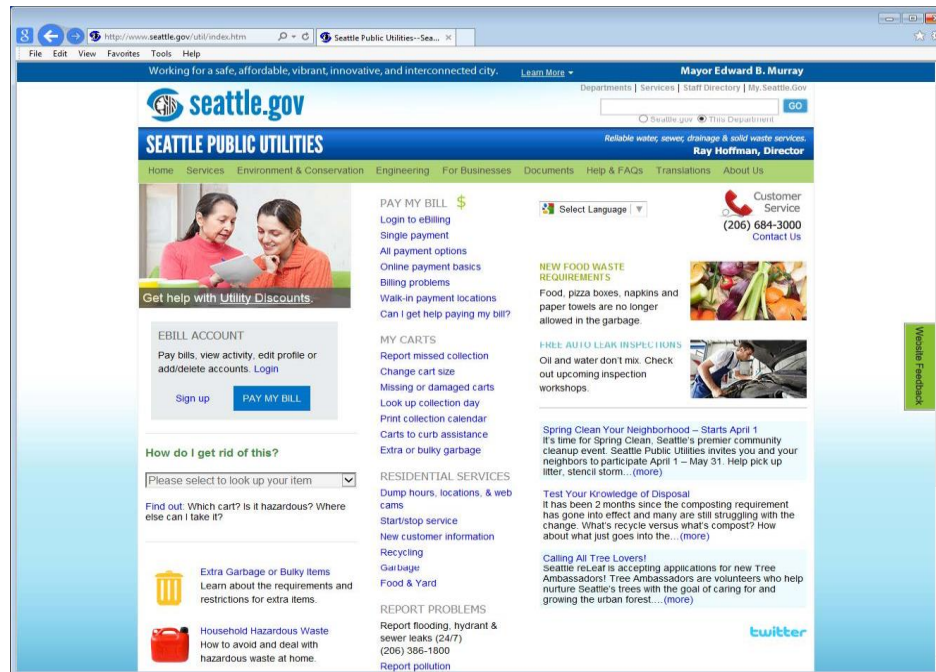 http://www.seattle.gov/util/index.htm
Seattle Public Utilities--Sea...
File Edit View Favorites Tools Help
Working for a safe, affordable, vibrant, innovative, and interconnected city. Learn More Mayor Edward B. Murray
Departments | Services | Staff Directory | My.Seattle.Gov
seattle.gov
GO
Seattle.gov This Department
SEATTLE PUBLIC UTILITIES
Reliable water, sewer, drainage & solid waste services.
Ray Hoffman, Director
Home Services Environment & Conservation Engineering For Businesses Documents Help & FAQs Translations About Us
Get help with Utility Discounts.
EBILL ACCOUNT
Pay bills, view activity, edit profile or
add/delete accounts. Login
Sign up PAY MY BILL
How do I get rid of this?
Please select to look up your item
Find out: Which cart? Is it hazardous? Where
else can I take it?
Extra Garbage or Bulky Items
Learn about the requirements and
restrictions for extra items.
Household Hazardous Waste
How to avoid and deal with
hazardous waste at home.
PAY MY BILL $
Login to eBilling
Single payment
All payment options
Online payment basics
Billing problems
Walk-in payment locations
Can I get help paying my bill?
MY CARTS
Report missed collection
Change cart size
Missing or damaged carts
Look up collection day
Print collection calendar
Carts to curb assistance
Extra or bulky garbage
RESIDENTIAL SERVICES
Dump hours, locations, & web
cams
Start/stop service
New customer information
Recycling
Garbage
Food & Yard
REPORT PROBLEMS
Report flooding, hydrant &
sewer leaks (24/7)
(206) 386-1800
Report pollution
Select Language
Customer
Service
(206) 684-3000
Contact Us
NEW FOOD WASTE
REQUIREMENTS
Food, pizza boxes, napkins and
paper towels are no longer
allowed in the garbage.
FREE AUTO LEAK INSPECTIONS
Oil and water don't mix. Check
out upcoming inspection
workshops.
Spring Clean Your Neighborhood – Starts April 1
It's time for Spring Clean, Seattle's premier community
cleanup event. Seattle Public Utilities invites you and your
neighbors to participate April 1 – May 31. Help pick up
litter, stencil storm...(more)
Test Your Knowledge of Disposal
It has been 2 months since the composting requirement
has gone into effect and many are still struggling with the
change. What's recycle versus what's compost? How
about what just goes into the...(more)
Calling All Tree Lovers!
Seattle reLeaf is accepting applications for new Tree
Ambassadors! Tree Ambassadors are volunteers who help
nurture Seattle's trees with the goal of caring for and
growing the urban forest....(more)
twitter
Website Feedback